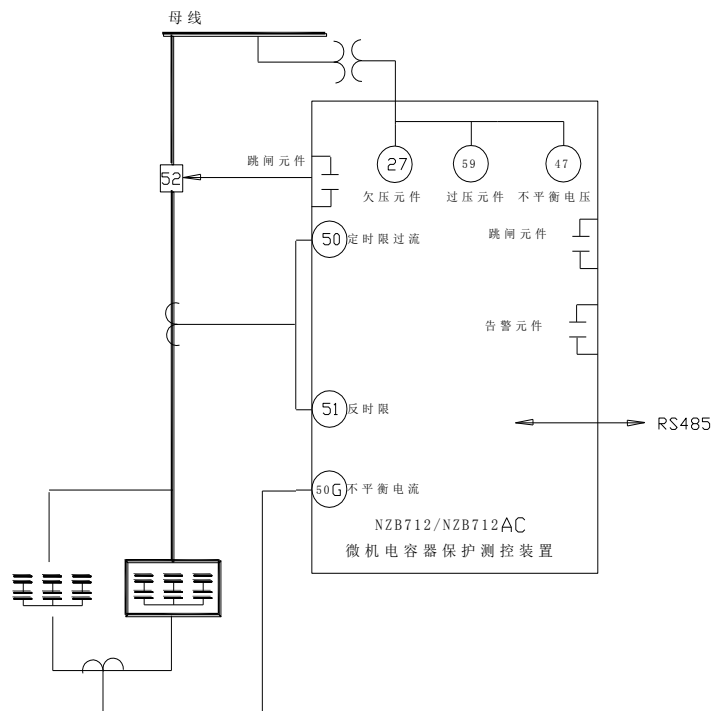 母线
跳闸元件
52
27
59
47
欠压元件
过压元件
不平衡电压
50
定时限过流
跳闸元件
告警元件
51
反时限
RS485
50G
不平衡电流
NZB712/NZB712AC
微机电容器保护测控装置